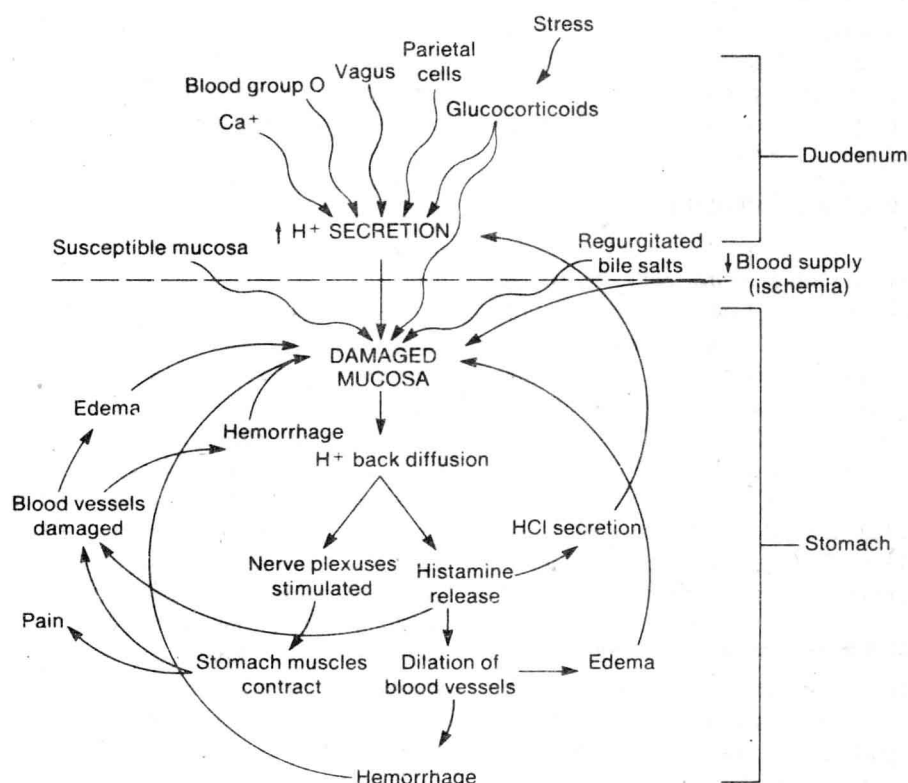 Stress
Parietal
cells
Vagus
Blood group O
Glucocorticoids
Ca+
Duodenum
↑ H+ SECRETION
Susceptible mucosa
Regurgitated
bile salts
↓ Blood supply
(ischemia)
DAMAGED
MUCOSA
Edema
Hemorrhage
H+ back diffusion
Blood vessels
damaged
HCl secretion
Stomach
Nerve plexuses
stimulated
Histamine
release
Pain
Stomach muscles
contract
Dilation of
blood vessels
Edema
Hemorrhage